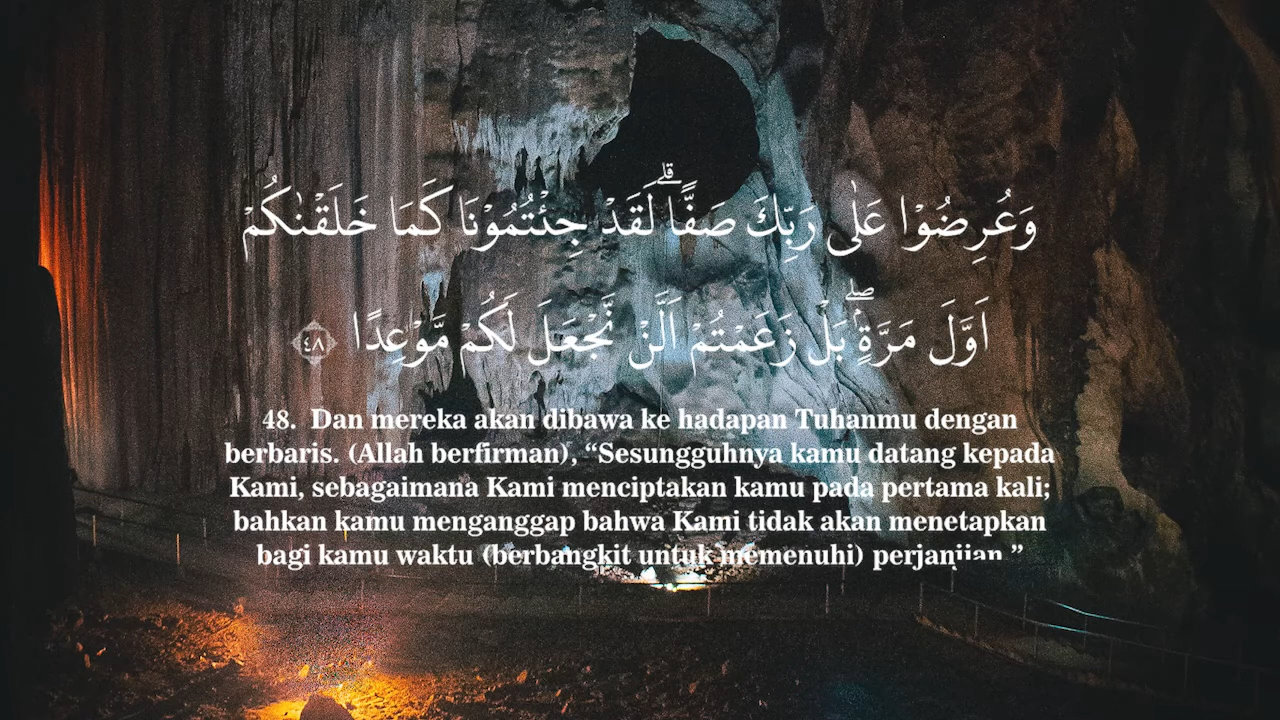 وَعُرِضُوْا عَلٰى رَبِّكَ صَفًّاۗ لَقَدْ جِئْتُمُوْنَا كَمَا خَلَقْنٰكُمْ
اَوَّلَ مَرَّةٍۢ ۖبَلْ زَعَمْتُمْ اَلَّنْ نَّجْعَلَ لَكُمْ مَّوْعِدًا ٤٨
48. Dan mereka akan dibawa ke hadapan Tuhanmu dengan
berbaris. (Allah berfirman), “Sesungguhnya kamu datang kepada
Kami, sebagaimana Kami menciptakan kamu pada pertama kali;
bahkan kamu menganggap bahwa Kami tidak akan menetapkan
bagi kamu waktu (berbangkit untuk memenuhi) perjanjian.”